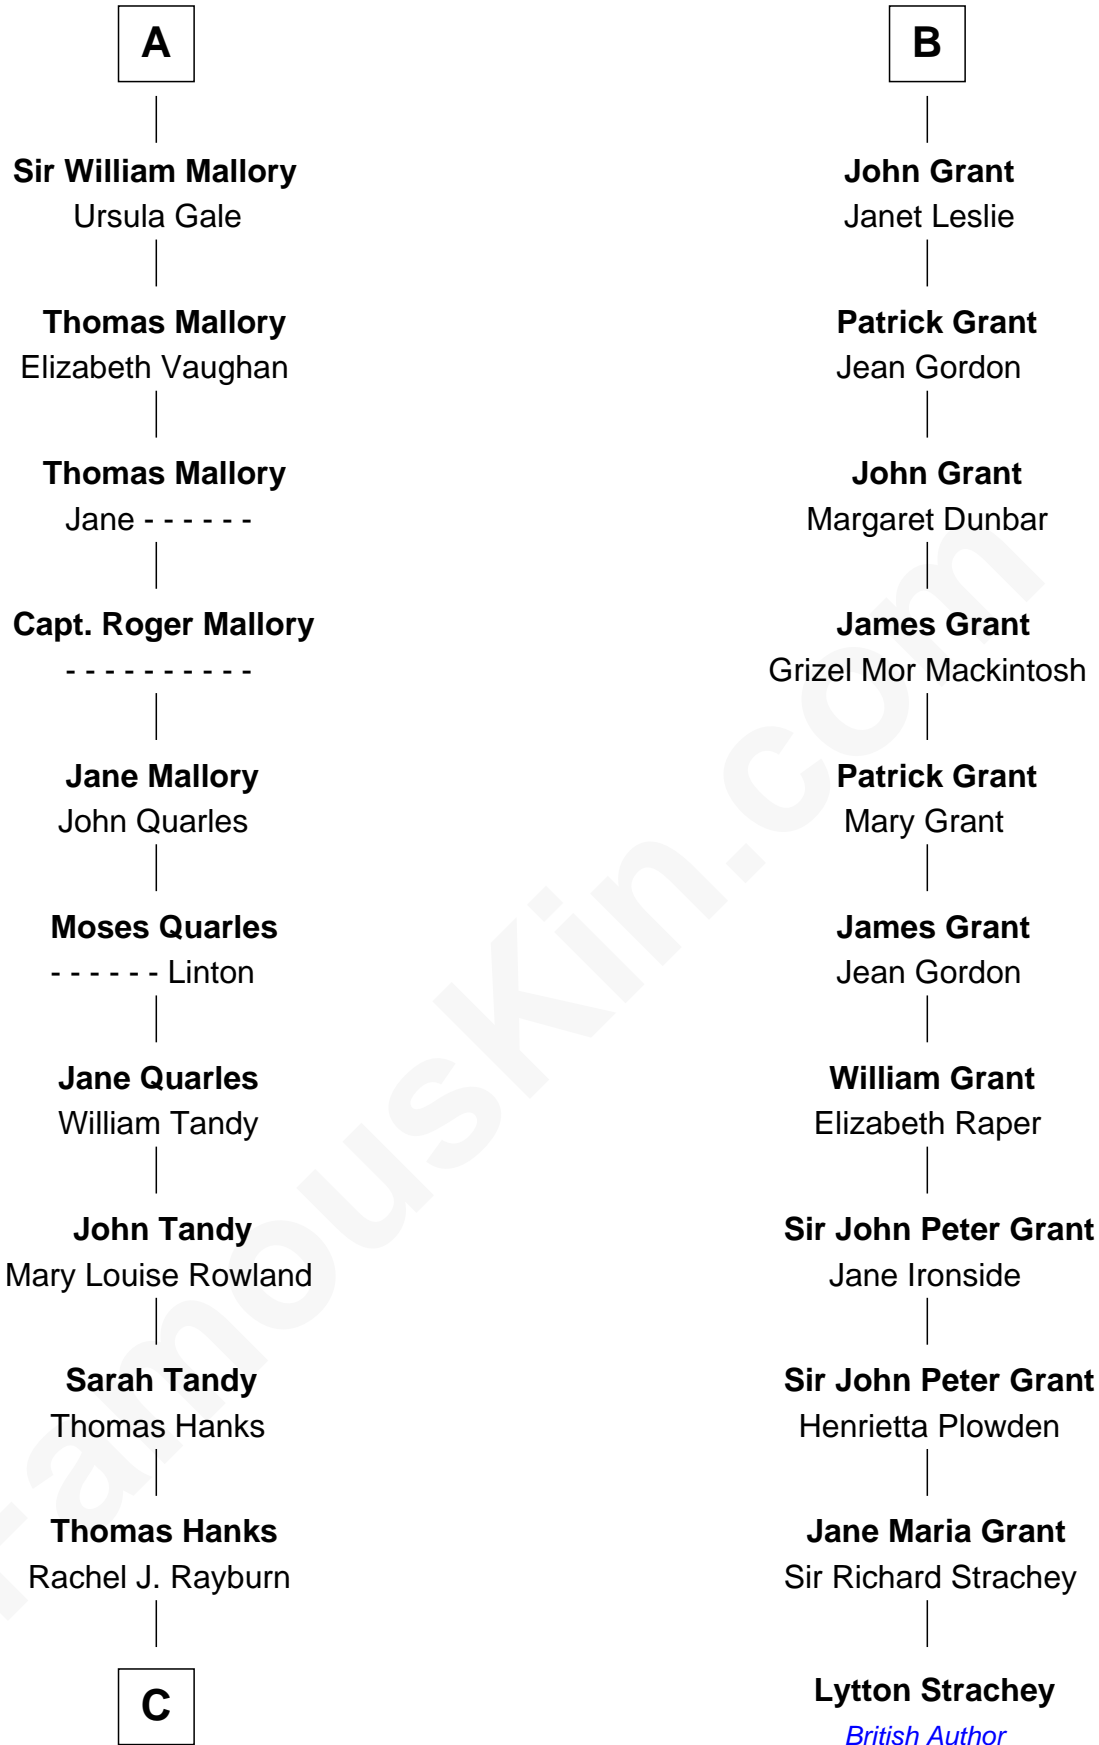 A
Sir William Mallory
Ursula Gale
Thomas Mallory
Elizabeth Vaughan
Thomas Mallory
Jane - - - - - -
Capt. Roger Mallory
- - - - - - - - - -
Jane Mallory
John Quarles
Moses Quarles
- - - - - - Linton
Jane Quarles
William Tandy
John Tandy
Mary Louise Rowland
Sarah Tandy
Thomas Hanks
Thomas Hanks
Rachel J. Rayburn
C
B
John Grant
Janet Leslie
Patrick Grant
Jean Gordon
John Grant
Margaret Dunbar
James Grant
Grizel Mor Mackintosh
Patrick Grant
Mary Grant
James Grant
Jean Gordon
William Grant
Elizabeth Raper
Sir John Peter Grant
Jane Ironside
Sir John Peter Grant
Henrietta Plowden
Jane Maria Grant
Sir Richard Strachey
Lytton Strachey
British Author
FamousKin.com